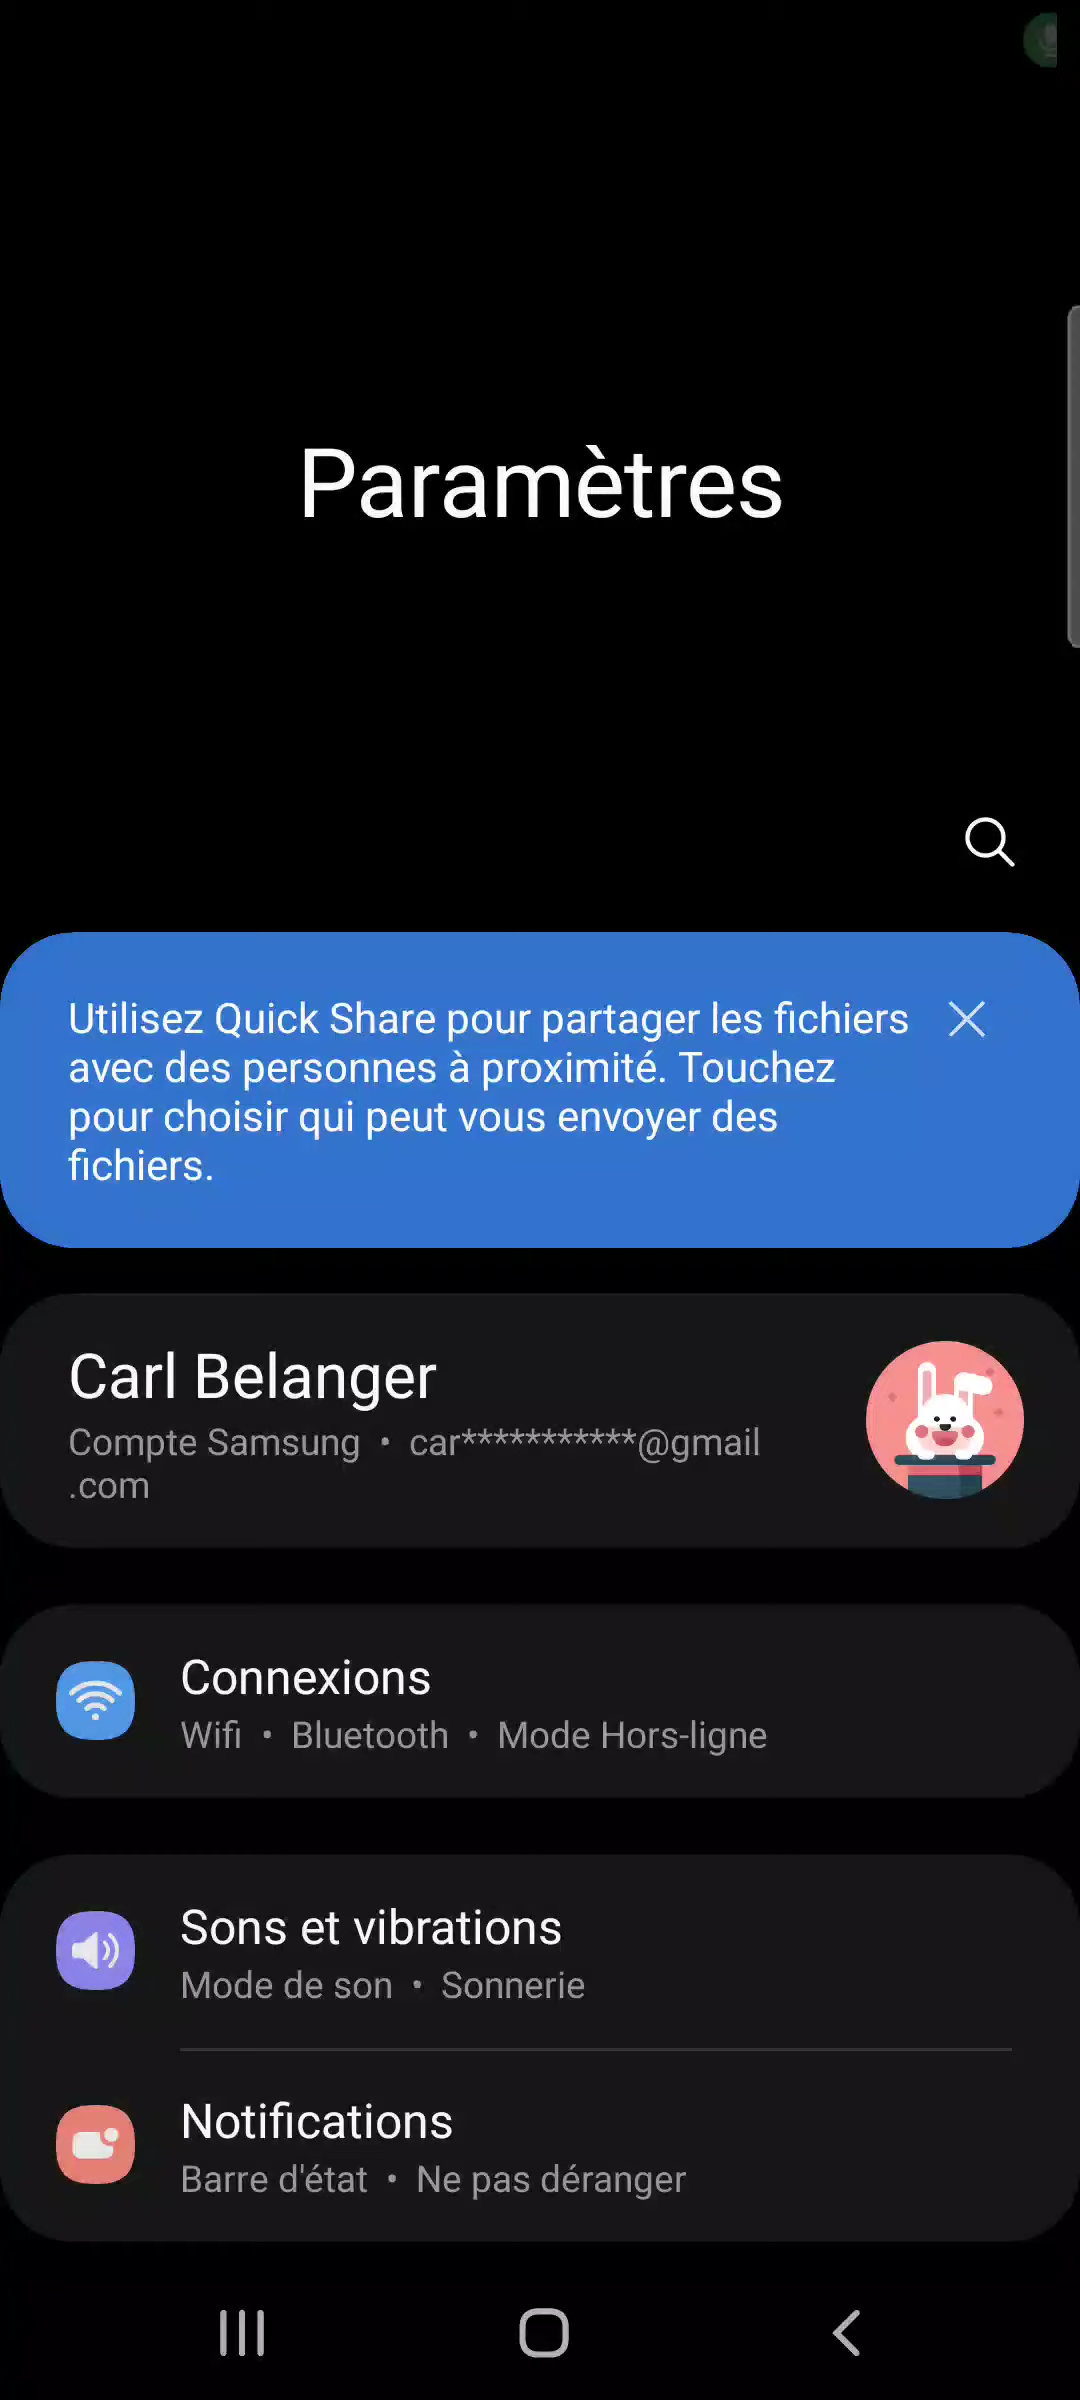 Paramètres
Utilisez Quick Share pour partager les fichiers
avec des personnes à proximité. Touchez
pour choisir qui peut vous envoyer des
fichiers.
Carl Belanger
Compte Samsung • car***********@gmail
.com
Connexions
Wifi • Bluetooth • Mode Hors-ligne
Sons et vibrations
Mode de son • Sonnerie
Notifications
Barre d'état • Ne pas déranger